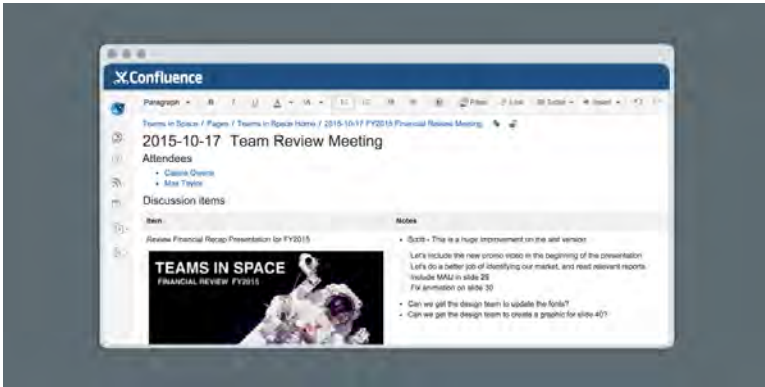 Confluence
Paragraph B I U A
Teams in Space / Pages / Teams in Space Home / 2015-10-17 FY2015 Financial Review Meeting
2015-10-17 Team Review Meeting
Attendees
Cassie Owens
Max Taylor
Discussion items
Item Notes
Review Financial Recap Presentation for FY2015
TEAMS IN SPACE
FINANCIAL REVIEW FY2015
Scott - This is a huge improvement on the last version
Let's include the new promo video in the beginning of the presentation
Let's do a better job of identifying our market, and read relevant reports
Include MAU in slide 25
Fix animation on slide 30
Can we get the design team to update the fonts?
Can we get the design team to create a graphic for slide 40?